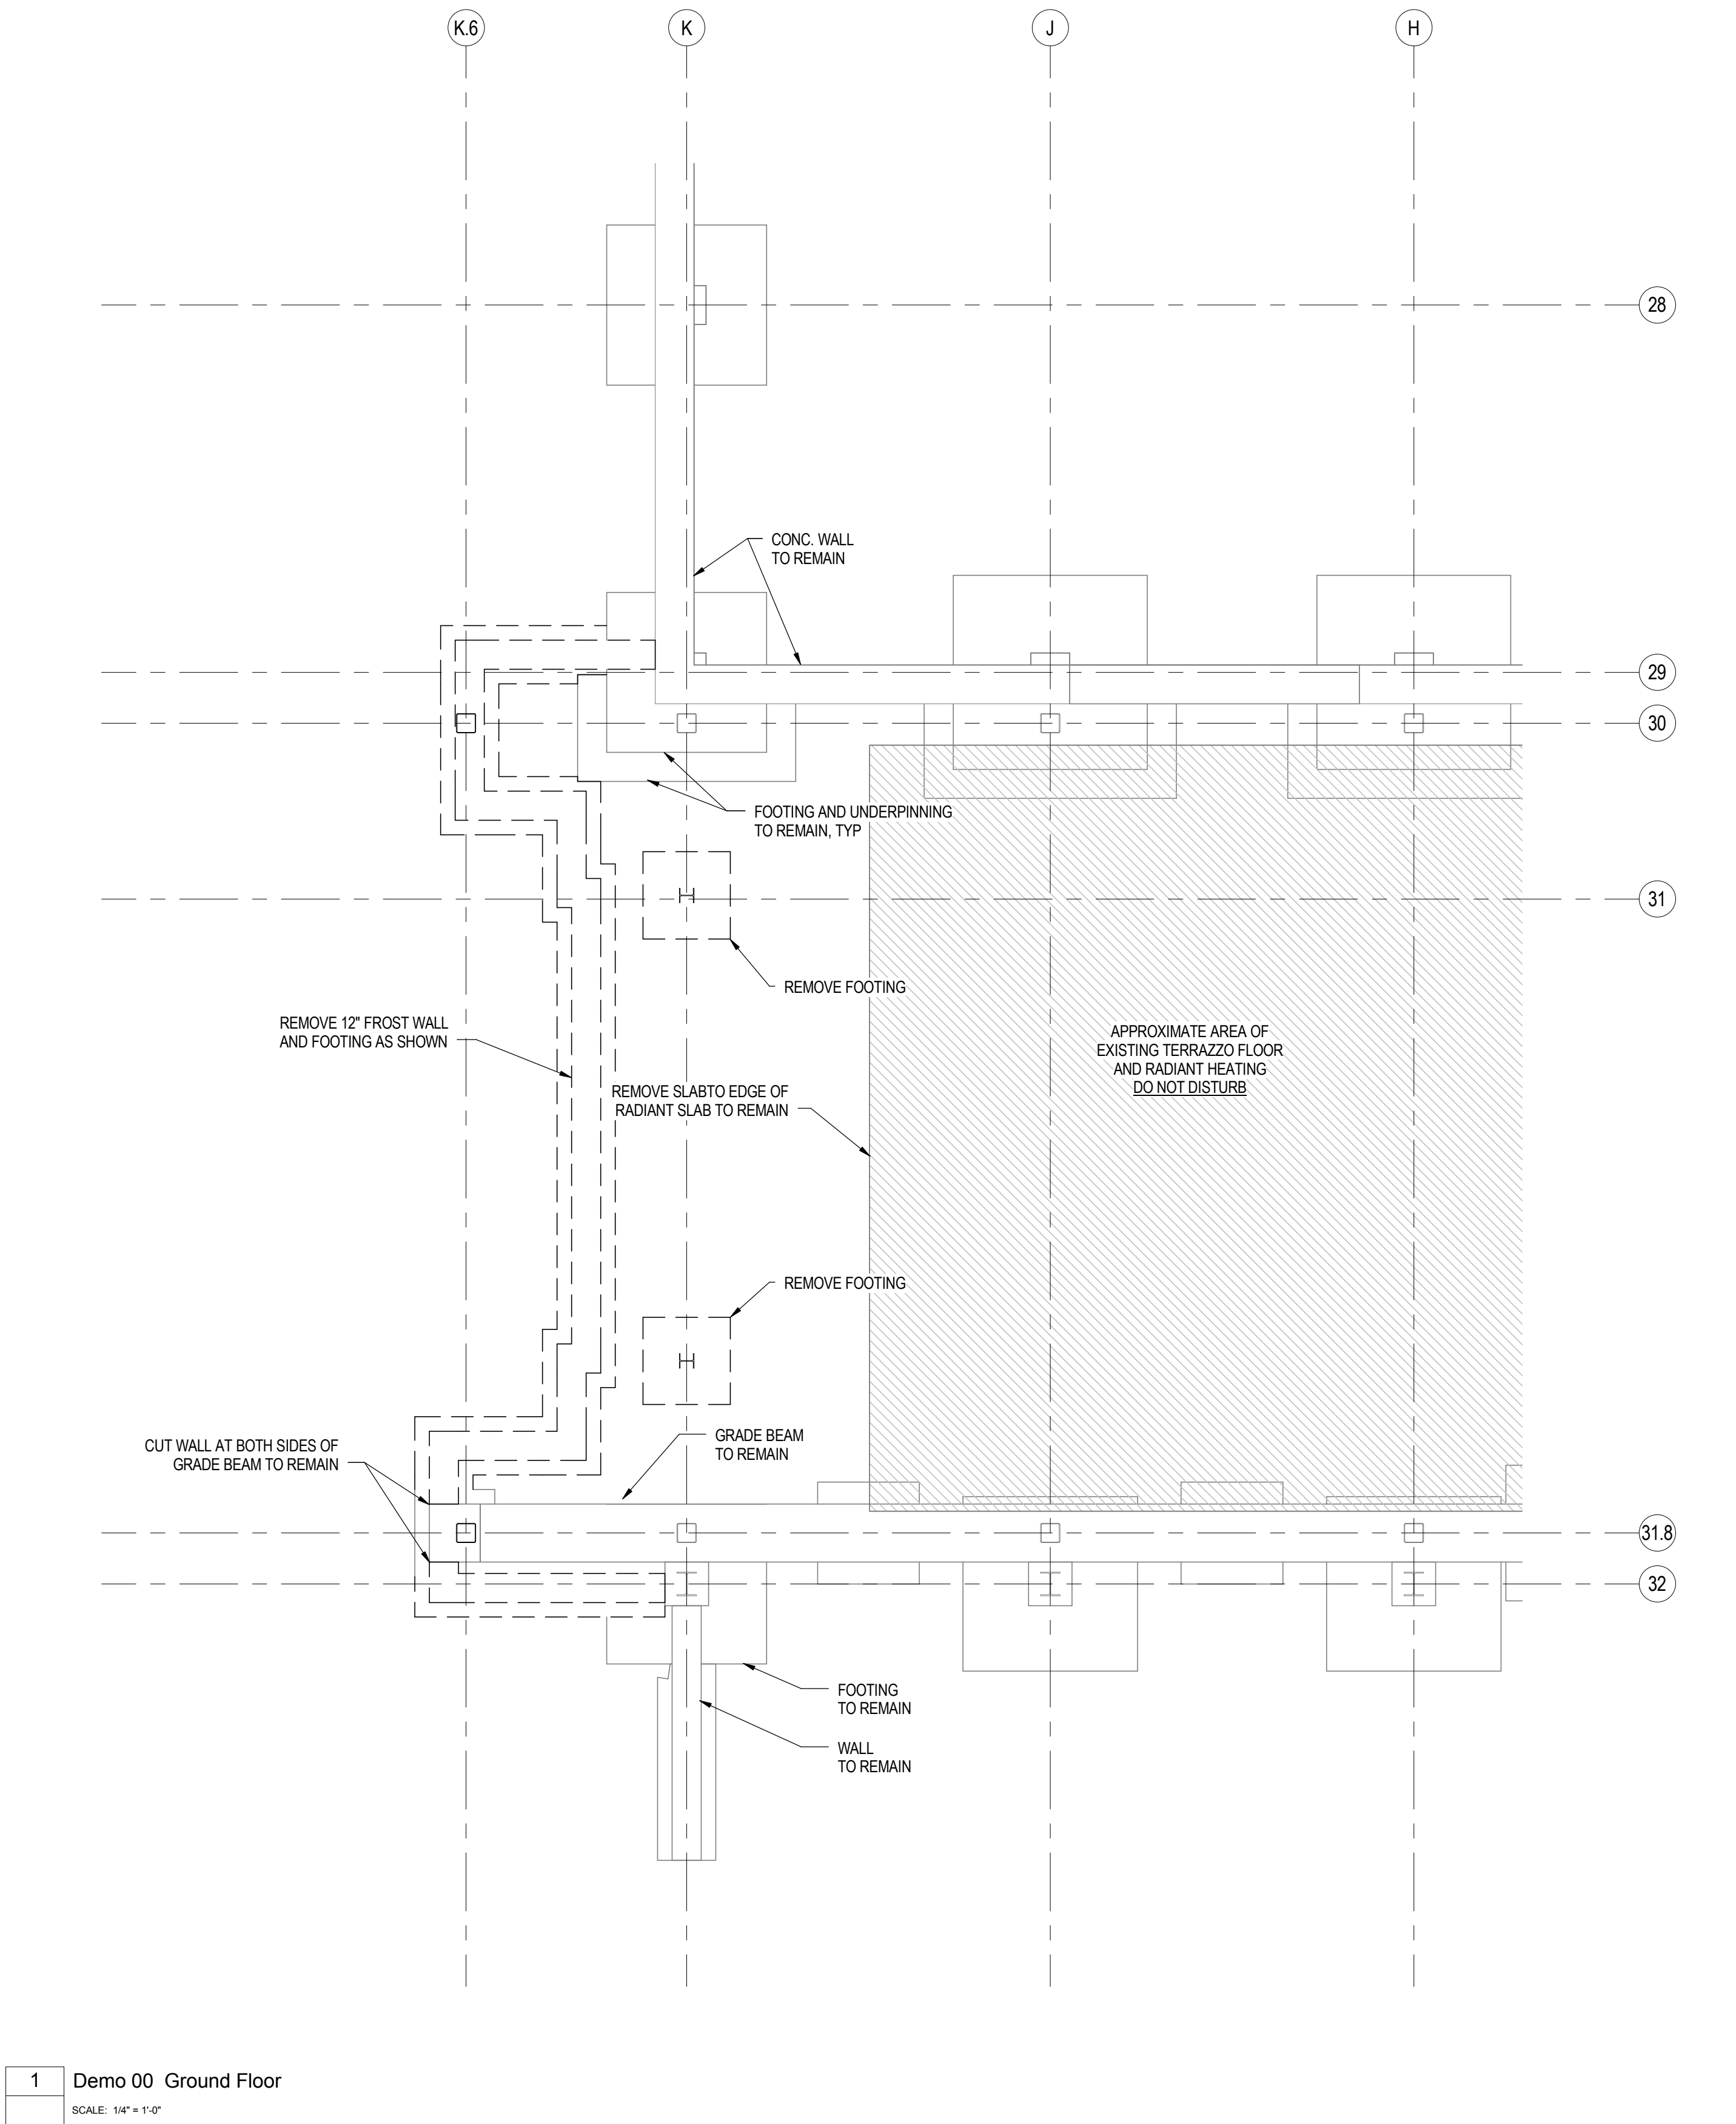 K.6
K
J
H
28
CONC. WALL
TO REMAIN
29
30
FOOTING AND UNDERPINNING
TO REMAIN, TYP
31
REMOVE FOOTING
REMOVE 12" FROST WALL
AND FOOTING AS SHOWN
APPROXIMATE AREA OF
EXISTING TERRAZZO FLOOR
AND RADIANT HEATING
DO NOT DISTURB
REMOVE SLABTO EDGE OF
RADIANT SLAB TO REMAIN
REMOVE FOOTING
GRADE BEAM
TO REMAIN
CUT WALL AT BOTH SIDES OF
GRADE BEAM TO REMAIN
31.8
32
FOOTING
TO REMAIN
WALL
TO REMAIN
1
Demo 00 Ground Floor
SCALE: 1/4" = 1'-0"